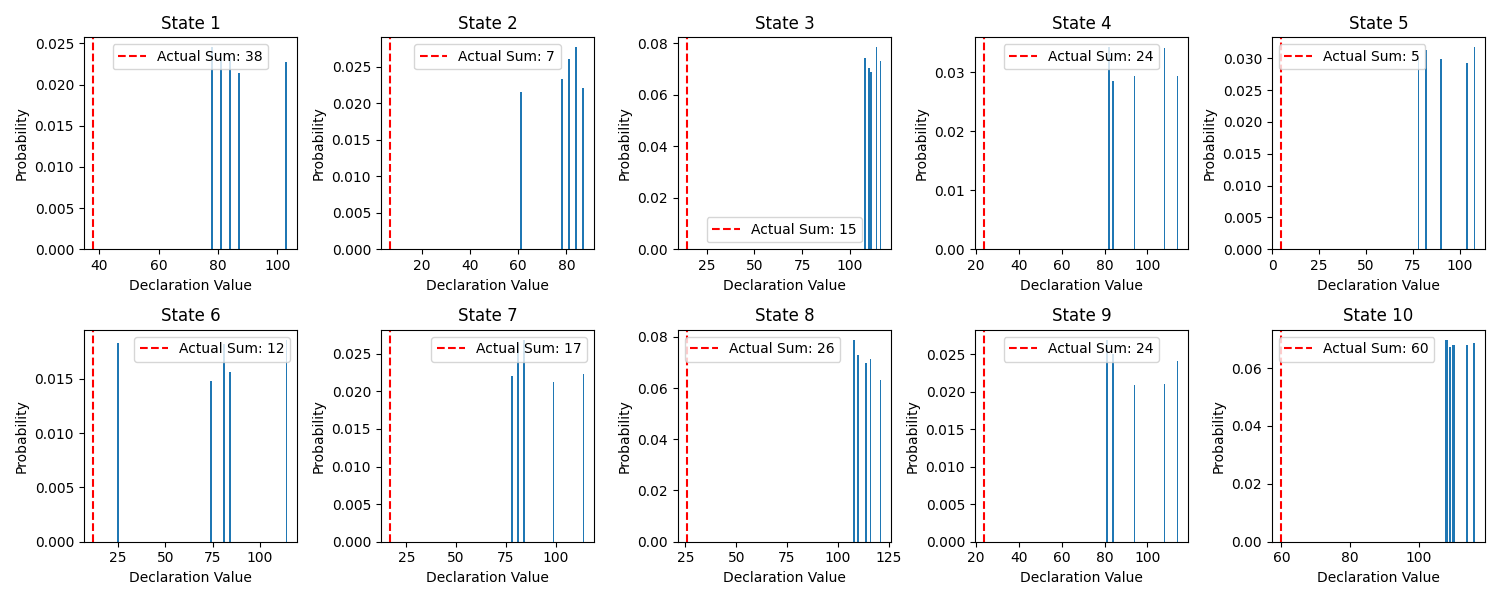 State 1
Actual Sum: 38
Probability
0.025
0.020
0.015
0.010
0.005
0.000
40
60
80
100
Declaration Value
State 2
Actual Sum: 7
Probability
0.025
0.020
0.015
0.010
0.005
0.000
20
40
60
80
Declaration Value
State 3
Actual Sum: 15
Probability
0.08
0.06
0.04
0.02
0.00
25
50
75
100
Declaration Value
State 4
Actual Sum: 24
Probability
0.03
0.02
0.01
0.00
20
40
60
80
100
Declaration Value
State 5
Actual Sum: 5
Probability
0.030
0.025
0.020
0.015
0.010
0.005
0.000
0
25
50
75
100
Declaration Value
State 6
Actual Sum: 12
Probability
0.015
0.010
0.005
0.000
25
50
75
100
Declaration Value
State 7
Actual Sum: 17
Probability
0.025
0.020
0.015
0.010
0.005
0.000
25
50
75
100
Declaration Value
State 8
Actual Sum: 26
Probability
0.08
0.06
0.04
0.02
0.00
25
50
75
100
125
Declaration Value
State 9
Actual Sum: 24
Probability
0.025
0.020
0.015
0.010
0.005
0.000
20
40
60
80
100
Declaration Value
State 10
Actual Sum: 60
Probability
0.06
0.04
0.02
0.00
60
80
100
Declaration Value